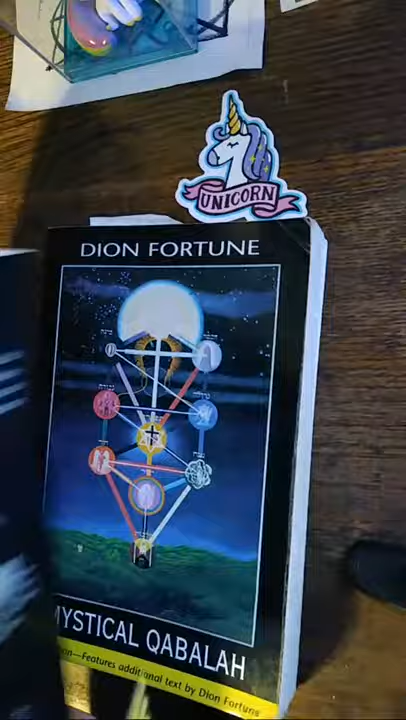 UNICORN
DION FORTUNE
MYSTICAL QABALAH
—Features additional text by Dion Fortune